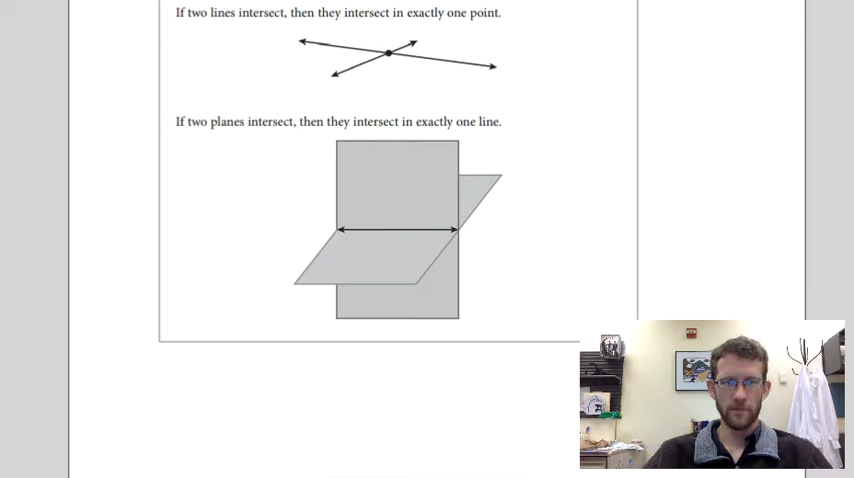 If two lines intersect, then they intersect in exactly one point.
If two planes intersect, then they intersect in exactly one line.